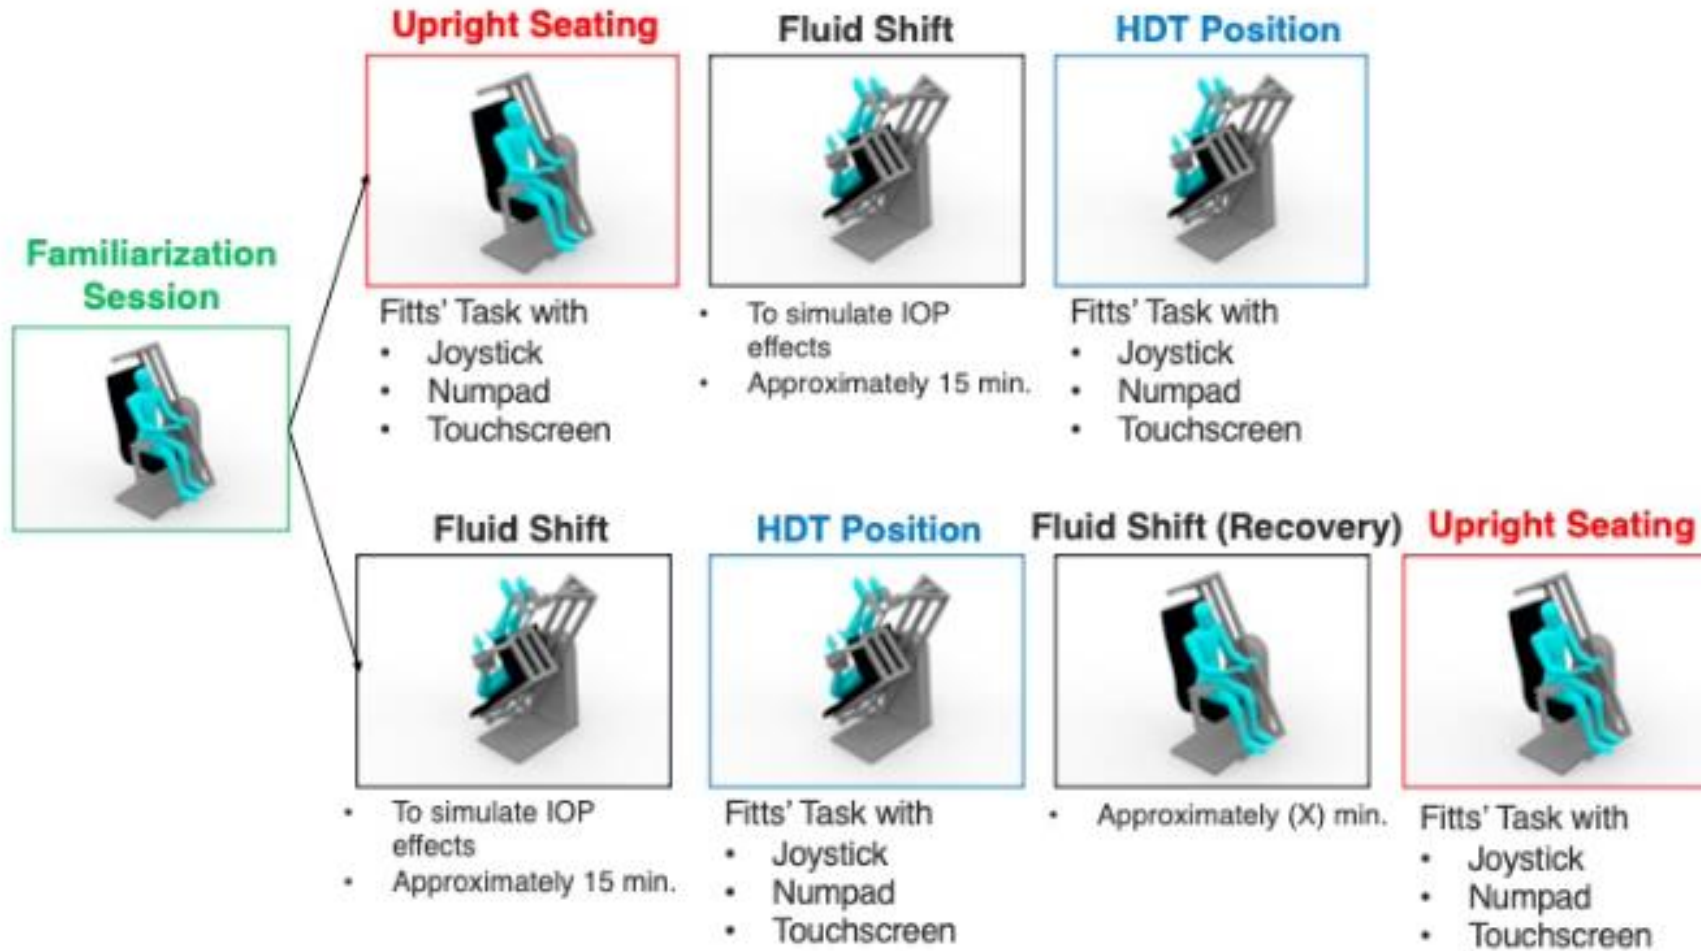 Familiarization
Session
Upright Seating
Fitts' Task with
• Joystick
• Numpad
• Touchscreen
Fluid Shift
• To simulate IOP
effects
• Approximately 15 min.
HDT Position
Fitts' Task with
• Joystick
• Numpad
• Touchscreen
Fluid Shift
• To simulate IOP
effects
• Approximately 15 min.
HDT Position
Fitts' Task with
• Joystick
• Numpad
• Touchscreen
Fluid Shift (Recovery)
• Approximately (X) min.
Upright Seating
Fitts' Task with
• Joystick
• Numpad
• Touchscreen